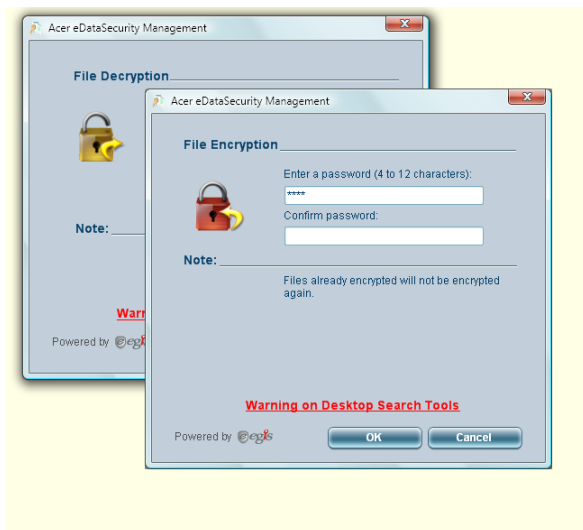 Acer eDataSecurity Management
File Decryption
Note:
Powered by egis
Acer eDataSecurity Management
File Encryption
Enter a password (4 to 12 characters):
****
Confirm password:
Note:
Files already encrypted will not be encrypted
again.
Warning on Desktop Search Tools
Powered by egis
OK
Cancel